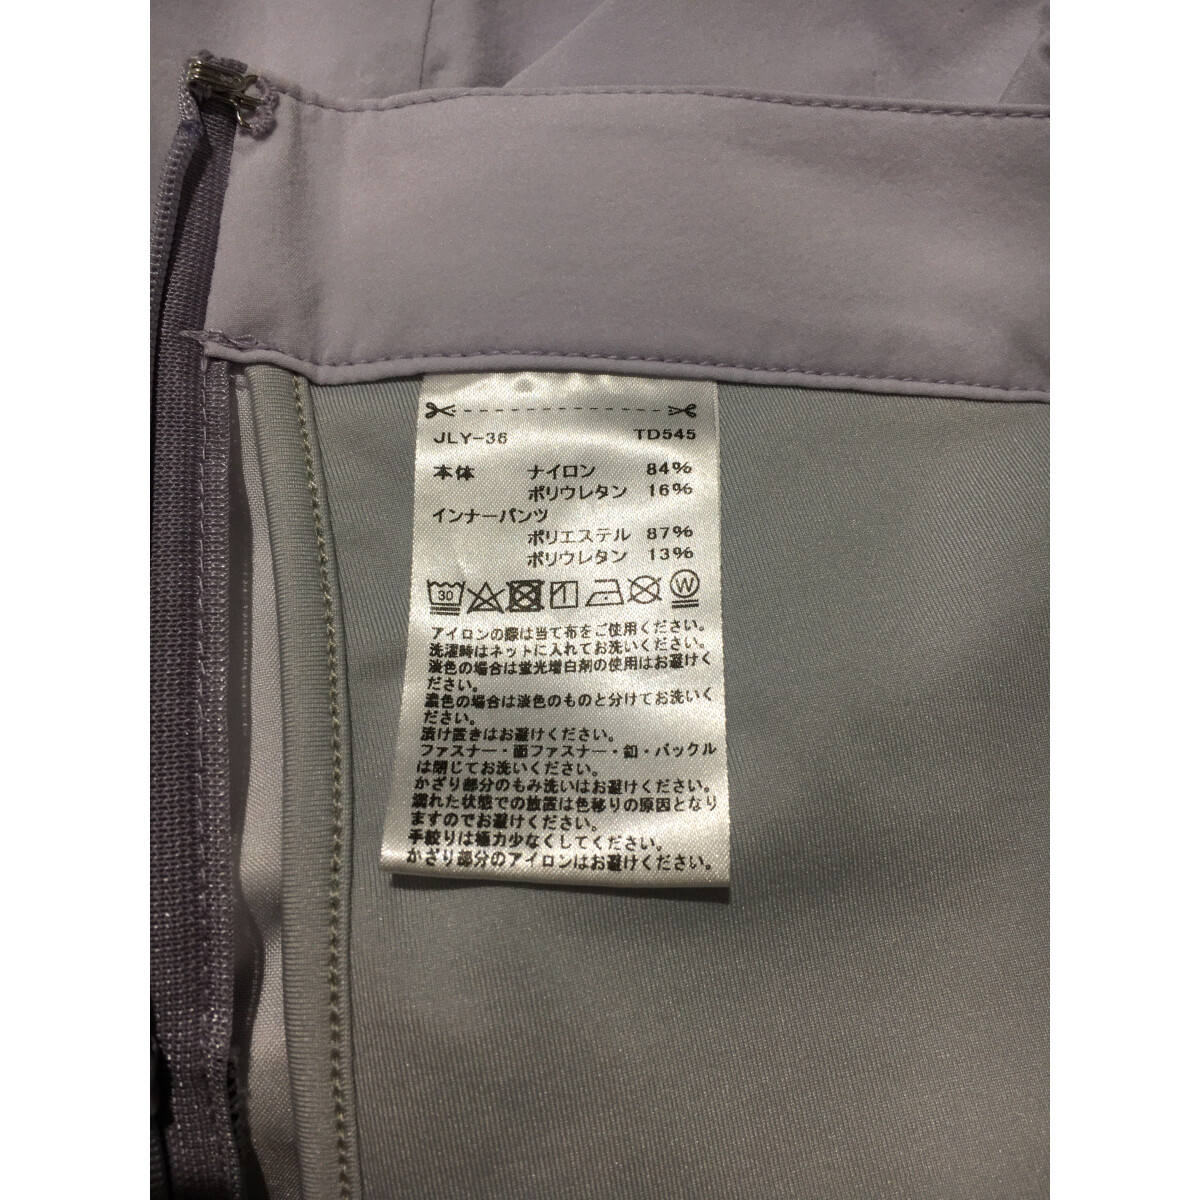 JLY-36 TD545
本体 ナイロン 84%
ポリウレタン 16%
インナーパンツ
ポリエステル 87%
ポリウレタン 13%
30 W
アイロンの際は当て布をご使用ください。
洗濯時はネットに入れてお洗いください。
淡色の場合は蛍光増白剤の使用はお避けく
ださい。
濃色の場合は淡色のものと分けてお洗いく
ださい。
漬け置きはお避けください。
ファスナー・面ファスナー・釦・バックル
は閉じてお洗いください。
かざり部分のもみ洗いはお避けください。
濡れた状態での放置は色移りの原因となり
ますのでお避けください。
手絞りは極力少なくしてください。
かざり部分のアイロンはお避けください。